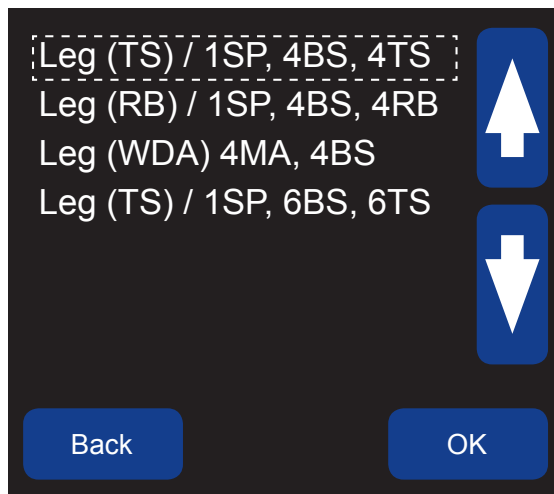 Leg (TS) / 1SP, 4BS, 4TS
Leg (RB) / 1SP, 4BS, 4RB
Leg (WDA) 4MA, 4BS
Leg (TS) / 1SP, 6BS, 6TS
Back
OK